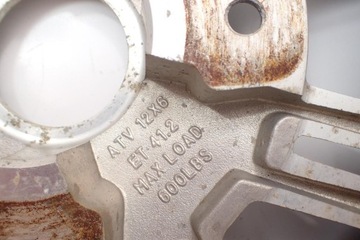 ATV 12X6
ET 41.2
MAX LOAD
600LBS